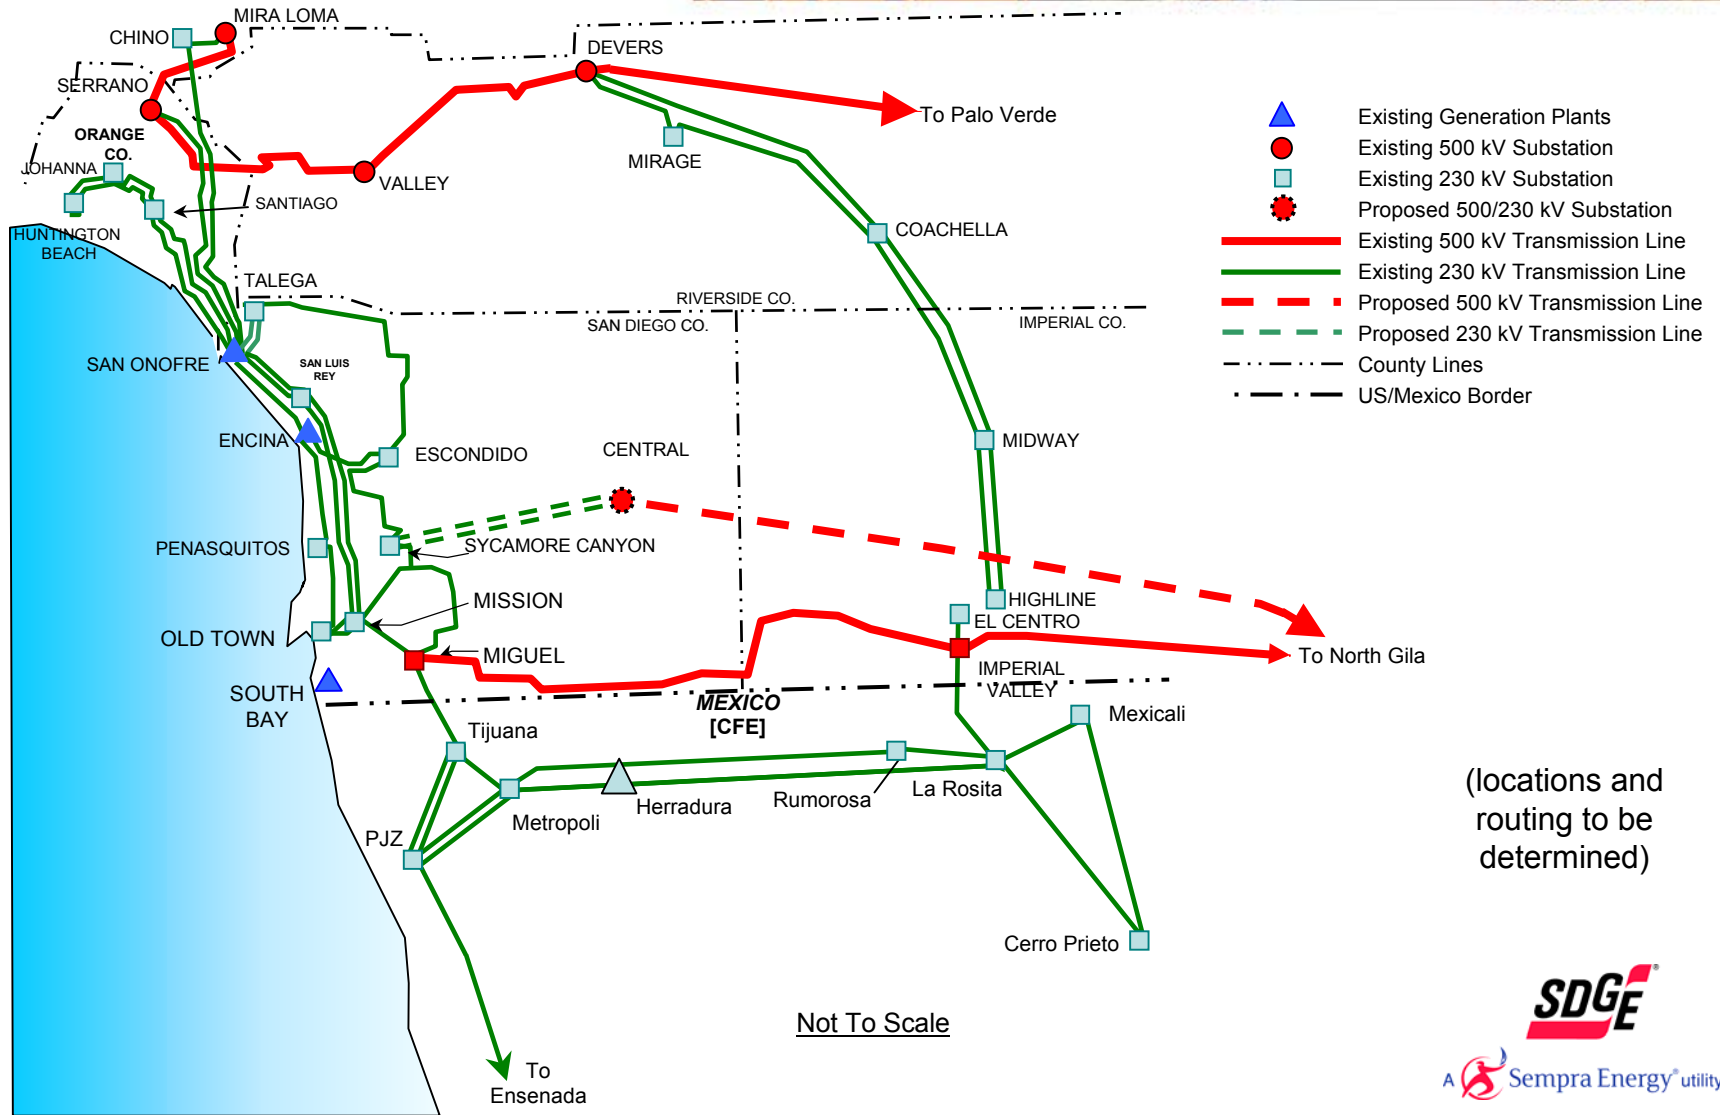 MIRA LOMA
CHINO
DEVERS
SERRANO
To Palo Verde
ORANGE
CO.
MIRAGE
JOHANNA
VALLEY
SANTIAGO
HUNTINGTON
BEACH
COACHELLA
TALEGA
RIVERSIDE CO.
SAN DIEGO CO.
IMPERIAL CO.
SAN ONOFRE
SAN LUIS
REY
ENCINA
ESCONDIDO
CENTRAL
MIDWAY
PENASQUITOS
SYCAMORE CANYON
MISSION
HIGHLINE
EL CENTRO
OLD TOWN
MIGUEL
To North Gila
IMPERIAL
VALLEY
SOUTH
BAY
MEXICO
[CFE]
Mexicali
Tijuana
La Rosita
Rumorosa
Herradura
Metropoli
PJZ
Cerro Prieto
To
Ensenada
Not To Scale
Existing Generation Plants
Existing 500 kV Substation
Existing 230 kV Substation
Proposed 500/230 kV Substation
Existing 500 kV Transmission Line
Existing 230 kV Transmission Line
Proposed 500 kV Transmission Line
Proposed 230 kV Transmission Line
County Lines
US/Mexico Border
(locations and
routing to be
determined)
SDGE®
A Sempra Energy® utility